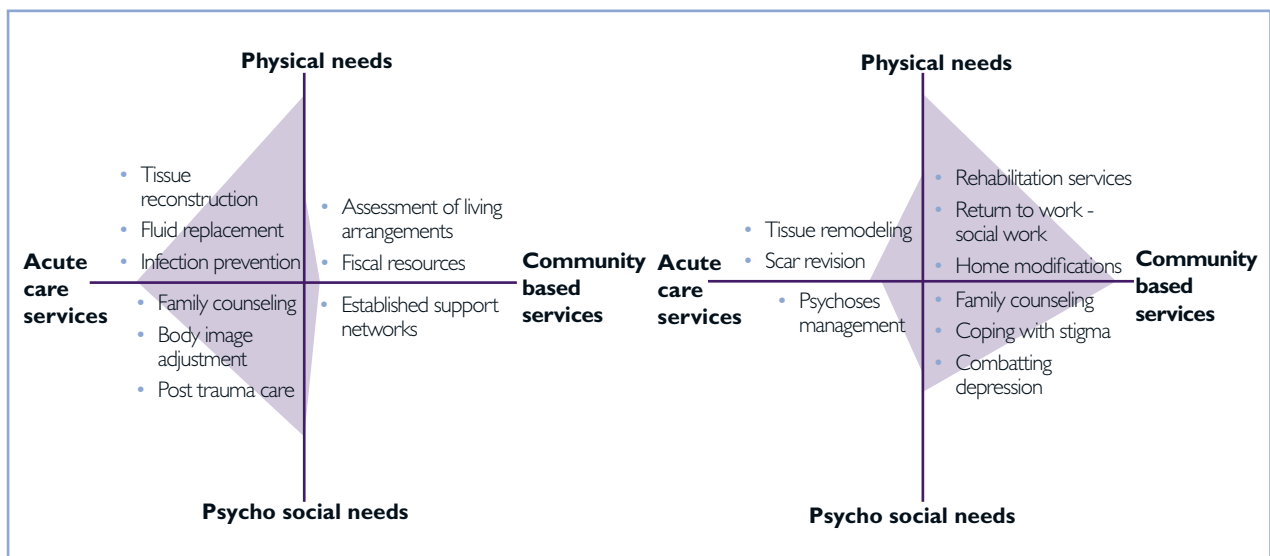 Physical needs
• Tissue
reconstruction
• Fluid replacement
• Infection prevention
• Assessment of living
arrangements
• Fiscal resources
Acute
care
services
Community
based
services
• Family counseling
• Body image
adjustment
• Post trauma care
• Established support
networks
Psycho social needs
Physical needs
• Tissue remodeling
• Scar revision
• Rehabilitation services
• Return to work -
social work
• Home modifications
Acute
care
services
Community
based
services
• Psychoses
management
• Family counseling
• Coping with stigma
• Combatting
depression
Psycho social needs